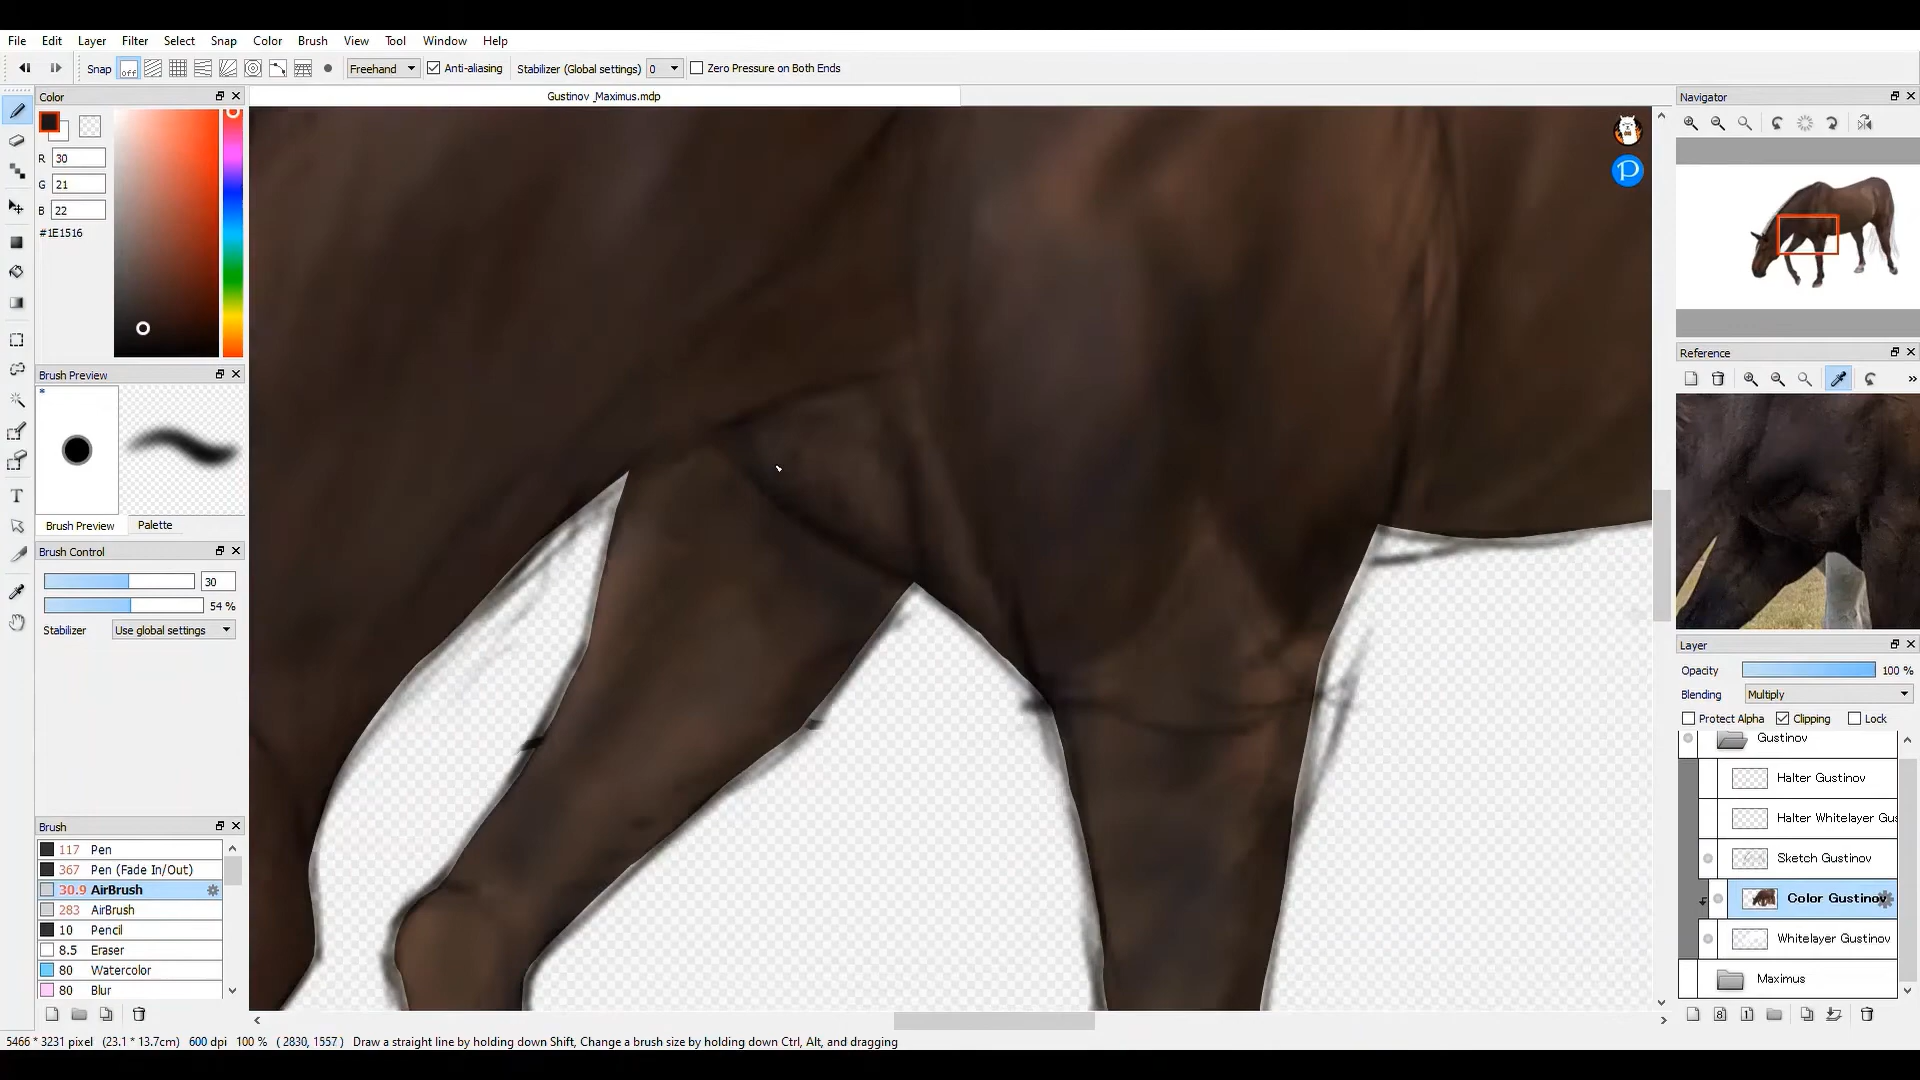 File Edit Layer Filter Select Snap Color Brush View Tool Window Help
Snap off Freehand Anti-aliasing Stabilizer (Global settings) 0 Zero Pressure on Both Ends
Color
Gustinov_Maximus.mdp
Navigator
R 30
G 21
B 22
#1E1516
P
Reference
Brush Preview
*
Brush Preview Palette
Brush Control
30
54 %
Stabilizer Use global settings
Layer
Opacity 100 %
Blending Multiply
Protect Alpha Clipping Lock
Gustinov
Halter Gustinov
Halter Whitelayer Gus
Sketch Gustinov
Color Gustinov
Whitelayer Gustinov
Maximus
Brush
117 Pen
367 Pen (Fade In/Out)
30.9 AirBrush
283 AirBrush
10 Pencil
8.5 Eraser
80 Watercolor
80 Blur
5466 * 3231 pixel (23.1 * 13.7cm) 600 dpi 100 % ( 2830, 1557 ) Draw a straight line by holding down Shift, Change a brush size by holding down Ctrl, Alt, and dragging